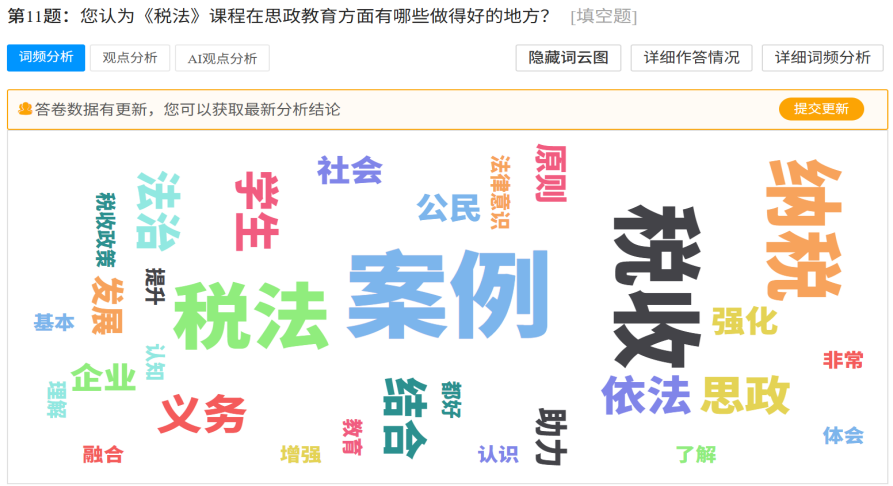 第11题：您认为《税法》课程在思政教育方面有哪些做得好的地方？ [填空题]
词频分析 观点分析 AI观点分析 隐藏词云图 详细作答情况 详细词频分析
答卷数据有更新，您可以获取最新分析结论 提交更新
社会
法律意识
原则
纳税
法治
学生
税收政策
公民
税收
案例
提升
发展
税法
基本
强化
认知
企业
非常
理解
义务
结合
都好
依法
思政
助力
教育
体会
融合
增强
认识
了解